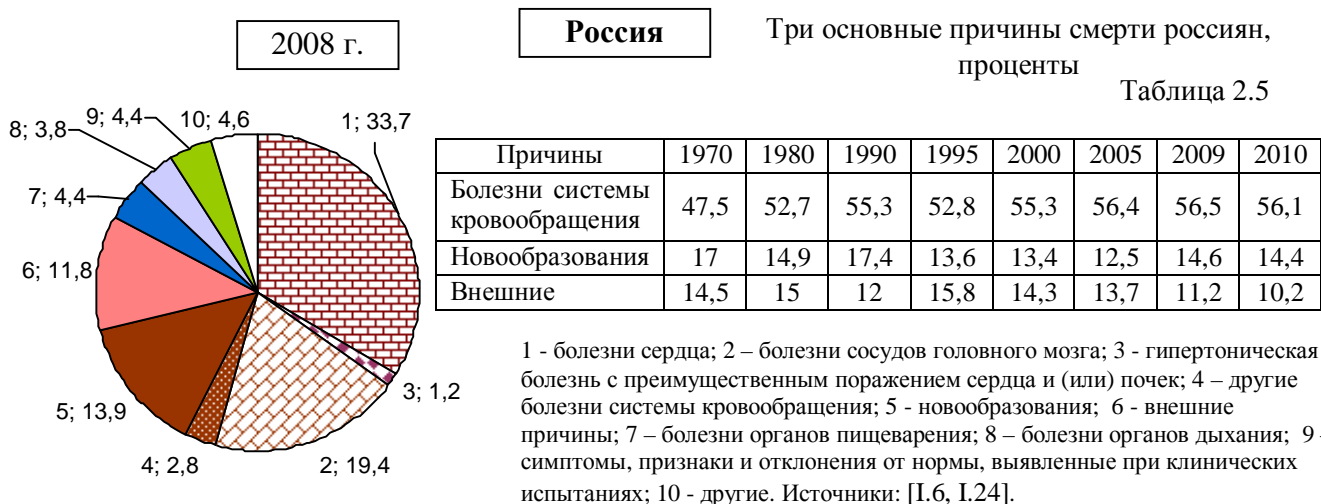 2008 г.
Россия
Три основные причины смерти россиян,
проценты
Таблица 2.5
1; 33,7
3; 1,2
2; 19,4
4; 2,8
5; 13,9
6; 11,8
7; 4,4
8; 3,8
9; 4,4
10; 4,6
Причины 1970 1980 1990 1995 2000 2005 2009 2010
Болезни системы
кровообращения 47,5 52,7 55,3 52,8 55,3 56,4 56,5 56,1
Новообразования 17 14,9 17,4 13,6 13,4 12,5 14,6 14,4
Внешние 14,5 15 12 15,8 14,3 13,7 11,2 10,2
1 - болезни сердца; 2 – болезни сосудов головного мозга; 3 - гипертоническая
болезнь с преимущественным поражением сердца и (или) почек; 4 – другие
болезни системы кровообращения; 5 - новообразования; 6 - внешние
причины; 7 – болезни органов пищеварения; 8 – болезни органов дыхания; 9 –
симптомы, признаки и отклонения от нормы, выявленные при клинических
испытаниях; 10 - другие. Источники: [I.6, I.24].